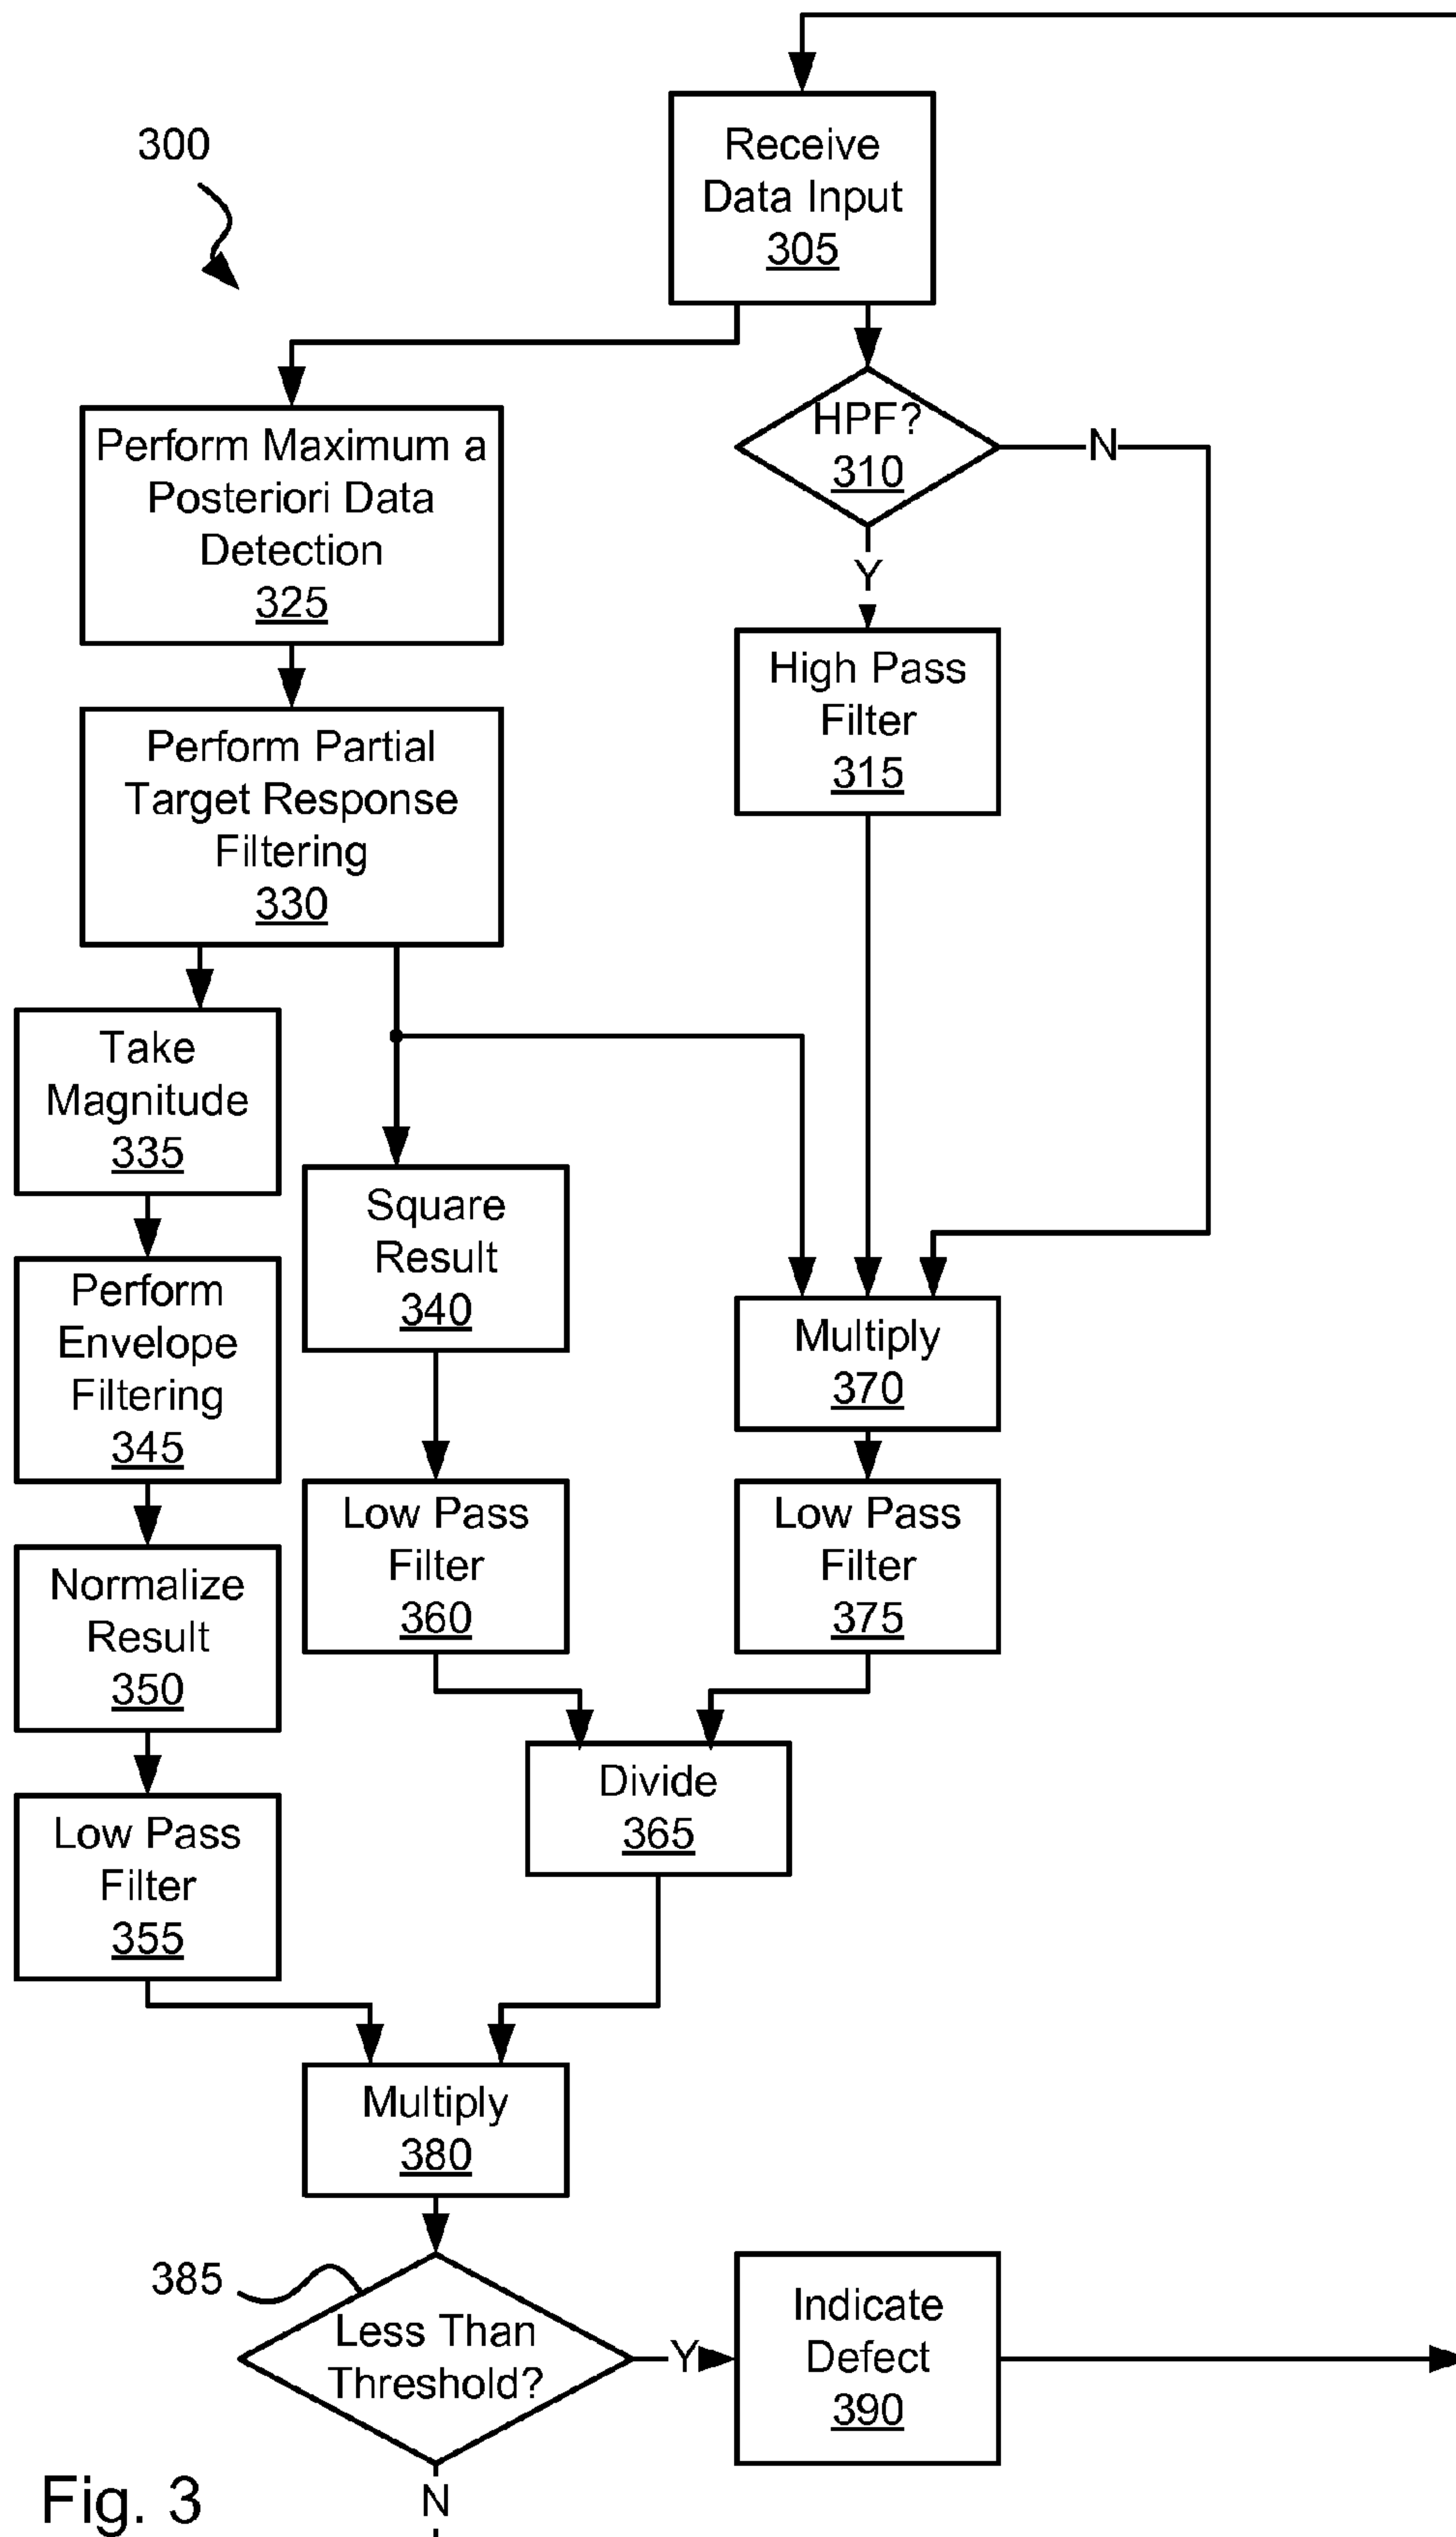 300
Receive
Data Input
305
Perform Maximum a
Posteriori Data
Detection
325
HPF?
310
N
Y
High Pass
Filter
315
Perform Partial
Target Response
Filtering
330
Take
Magnitude
335
Square
Result
340
Perform
Envelope
Filtering
345
Multiply
370
Low Pass
Filter
360
Low Pass
Filter
375
Normalize
Result
350
Divide
365
Low Pass
Filter
355
Multiply
380
385
Less Than
Threshold?
Y
Indicate
Defect
390
N
Fig. 3